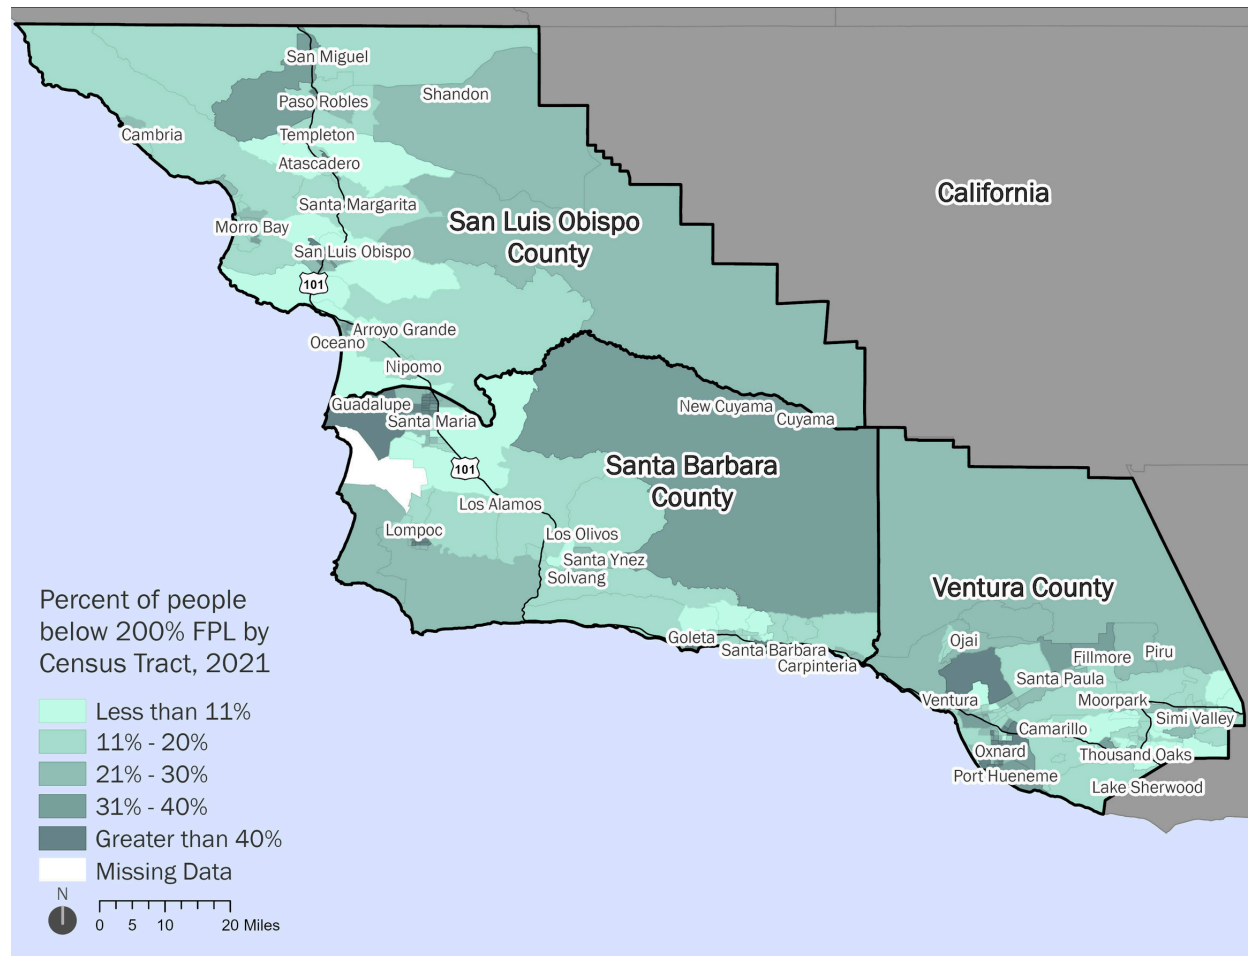 San Miguel
Paso Robles
Shandon
Cambria
Templeton
Atascadero
California
Santa Margarita
San Luis Obispo
County
Morro Bay
San Luis Obispo
101
Arroyo Grande
Oceano
Nipomo
Guadalupe
Santa Maria
New Cuyama
Cuyama
101
Santa Barbara
County
Los Alamos
Lompoc
Los Olivos
Santa Ynez
Solvang
Ventura County
Goleta
Santa Barbara
Carpinteria
Ojai
Fillmore
Piru
Santa Paula
Ventura
Moorpark
Simi Valley
Camarillo
Oxnard
Thousand Oaks
Port Hueneme
Lake Sherwood
Percent of people
below 200% FPL by
Census Tract, 2021
Less than 11%
11% - 20%
21% - 30%
31% - 40%
Greater than 40%
Missing Data
N
0 5 10 20 Miles